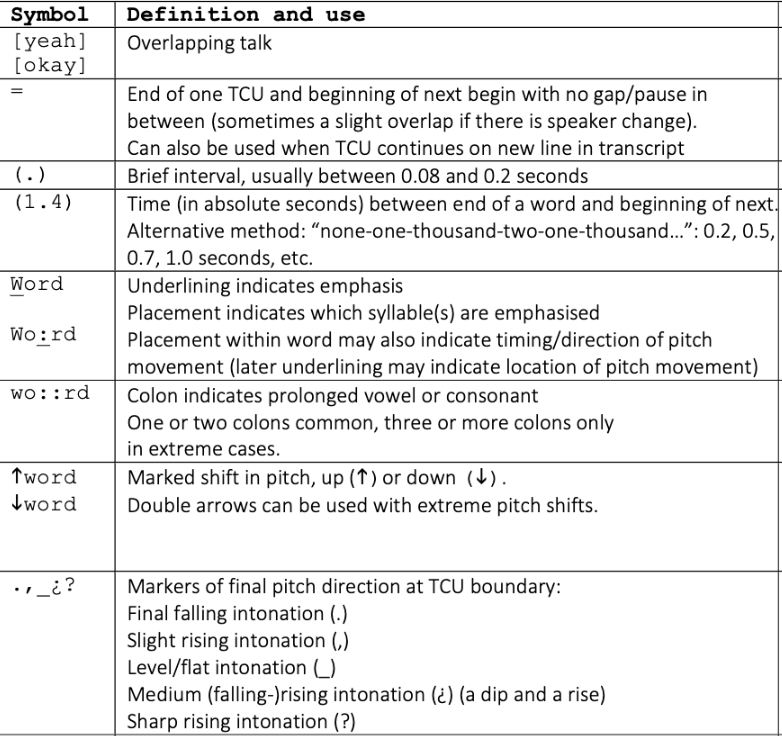 Symbol Definition and use
[yeah] Overlapping talk
[okay]
= End of one TCU and beginning of next begin with no gap/pause in
between (sometimes a slight overlap if there is speaker change).
Can also be used when TCU continues on new line in transcript
(.) Brief interval, usually between 0.08 and 0.2 seconds
(1.4) Time (in absolute seconds) between end of a word and beginning of next.
Alternative method: “none-one-thousand-two-one-thousand…”: 0.2, 0.5,
0.7, 1.0 seconds, etc.
Word Underlining indicates emphasis
Placement indicates which syllable(s) are emphasised
Wo:rd Placement within word may also indicate timing/direction of pitch
movement (later underlining may indicate location of pitch movement)
wo::rd Colon indicates prolonged vowel or consonant
One or two colons common, three or more colons only
in extreme cases.
↑word Marked shift in pitch, up (↑) or down (↓).
↓word Double arrows can be used with extreme pitch shifts.
.,_¿? Markers of final pitch direction at TCU boundary:
Final falling intonation (.)
Slight rising intonation (,)
Level/flat intonation (_)
Medium (falling-)rising intonation (¿) (a dip and a rise)
Sharp rising intonation (?)